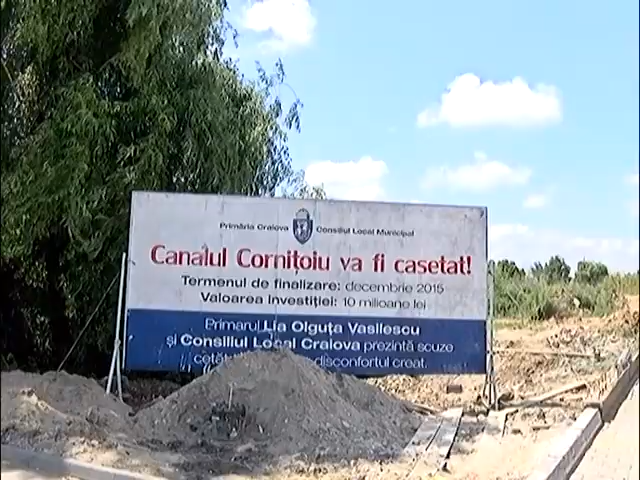 Primăria Craiova Consiliul Local Municipal
Canalul Cornițoiu va fi casetat!
Termenul de finalizare: decembrie 2015
Valoarea investiției: 10 milioane lei
Primarul Lia Olguța Vasilescu
și Consiliul Local Craiova prezintă scuze
disconfortul creat.